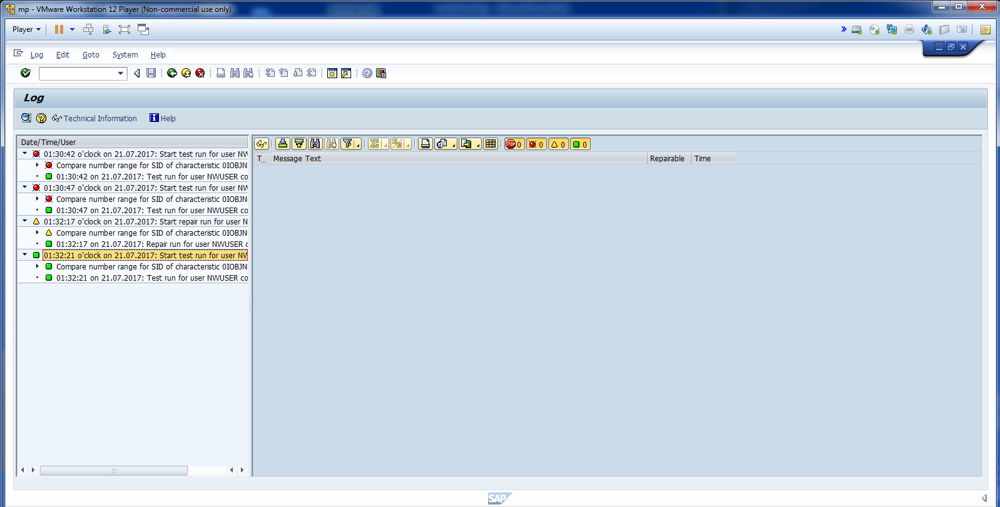 mp - VMware Workstation 12 Player (Non-commercial use only)
Player
Log Edit Goto System Help
Log
Technical Information Help
Date/Time/User
01:30:42 o'clock on 21.07.2017: Start test run for user NW
Compare number range for SID of characteristic 0IOBJN
01:30:42 on 21.07.2017: Test run for user NWUSER co
01:30:47 o'clock on 21.07.2017: Start test run for user NW
Compare number range for SID of characteristic 0IOBJN
01:30:47 on 21.07.2017: Test run for user NWUSER co
01:32:17 o'clock on 21.07.2017: Start repair run for user N
Compare number range for SID of characteristic 0IOBJN
01:32:17 on 21.07.2017: Repair run for user NWUSER c
01:32:21 o'clock on 21.07.2017: Start test run for user NW
Compare number range for SID of characteristic 0IOBJN
01:32:21 on 21.07.2017: Test run for user NWUSER co
STOP 0 0 0 0
T... Message Text Repairable Time
SAP